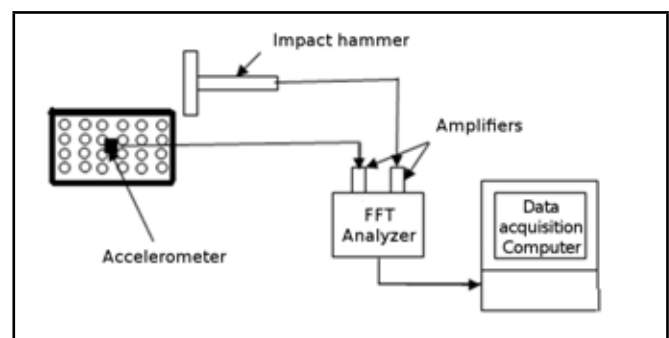 Impact hammer
Amplifiers
FFT
Analyzer
Data
acquisition
Computer
Accelerometer